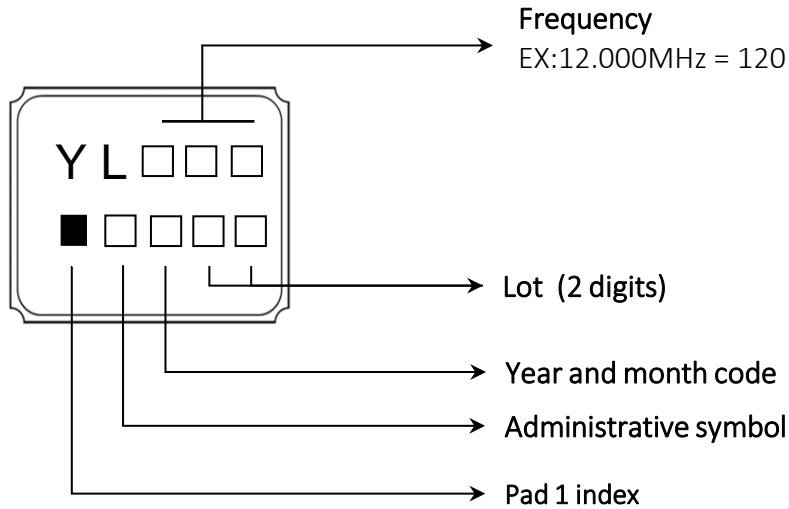 Frequency
EX:12.000MHz = 120
YL□□□
■□□□□
Lot (2 digits)
Year and month code
Administrative symbol
Pad 1 index